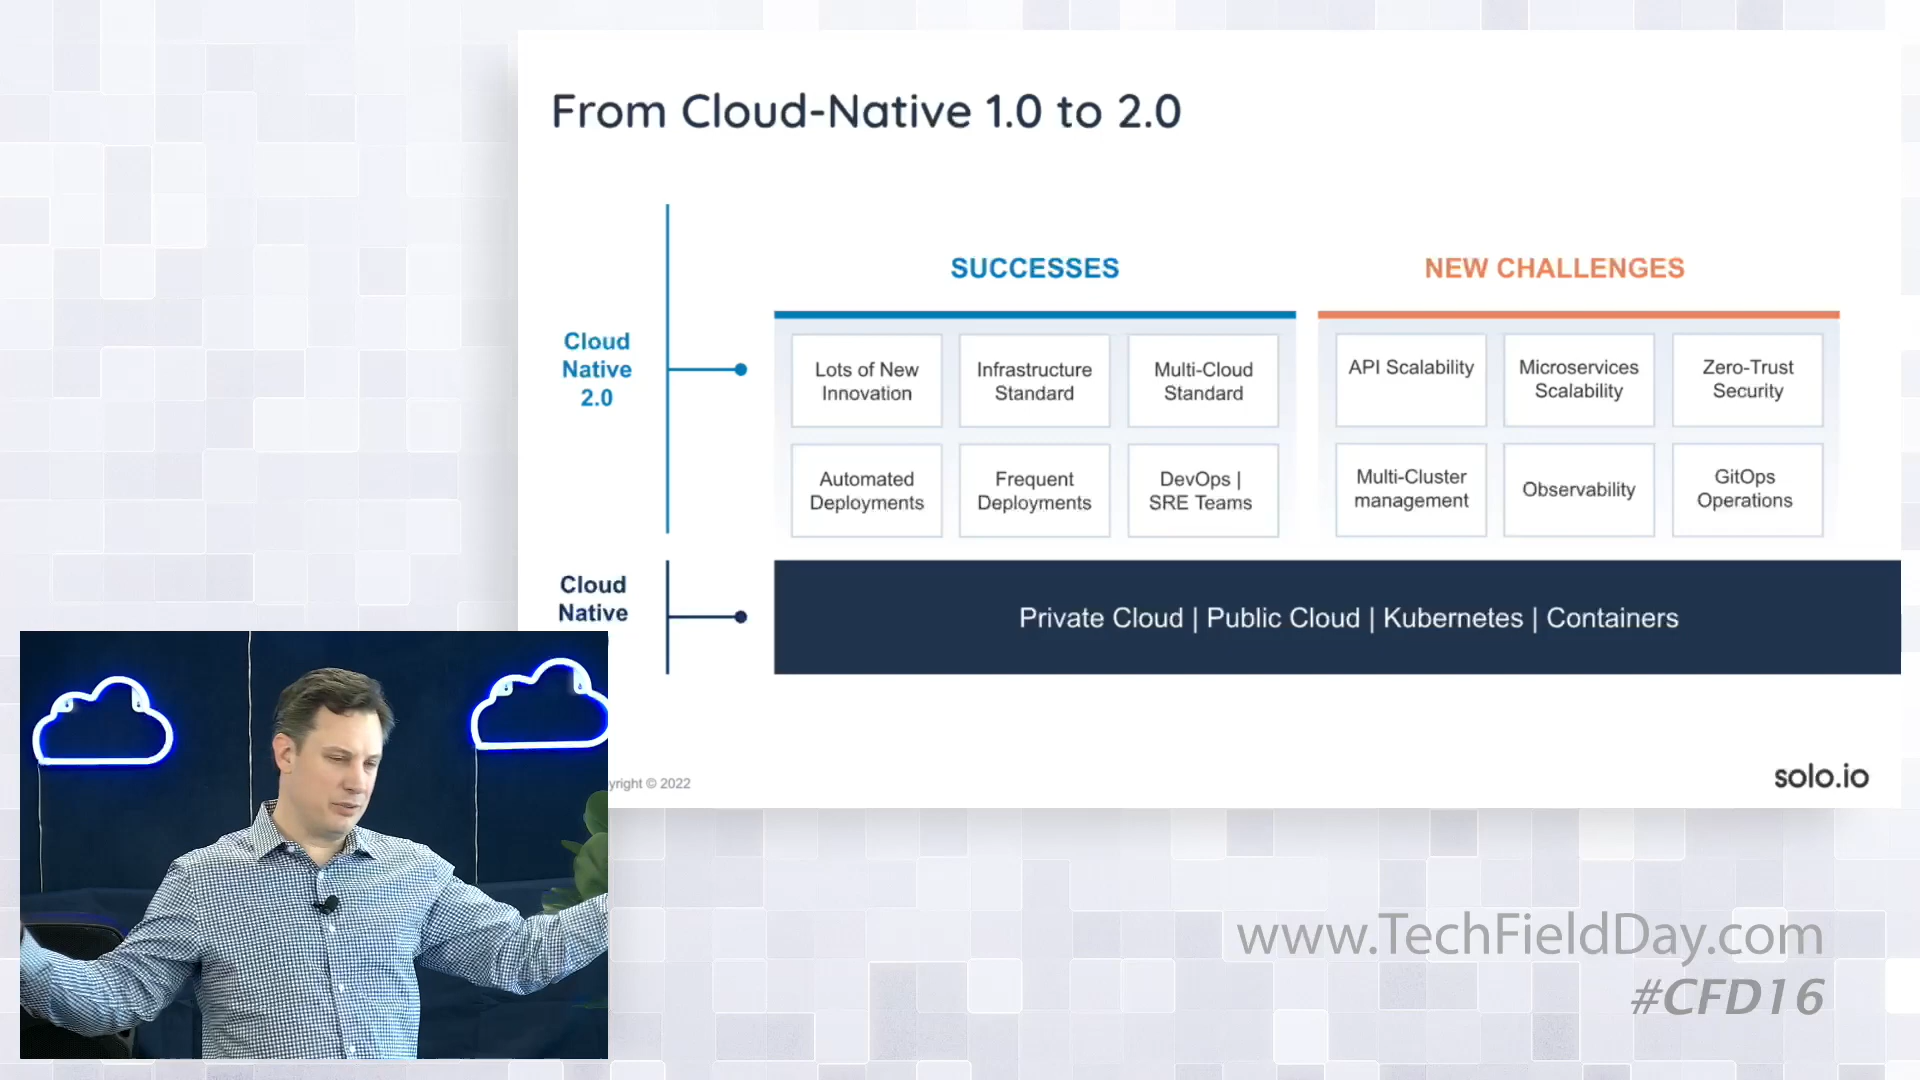 From Cloud-Native 1.0 to 2.0
SUCCESSES
NEW CHALLENGES
Cloud
Native
2.0
Lots of New
Innovation
Infrastructure
Standard
Multi-Cloud
Standard
API Scalability
Microservices
Scalability
Zero-Trust
Security
Automated
Deployments
Frequent
Deployments
DevOps |
SRE Teams
Multi-Cluster
management
Observability
GitOps
Operations
Cloud
Native
Private Cloud | Public Cloud | Kubernetes | Containers
yright © 2022
solo.io
www.TechFieldDay.com
#CFD16